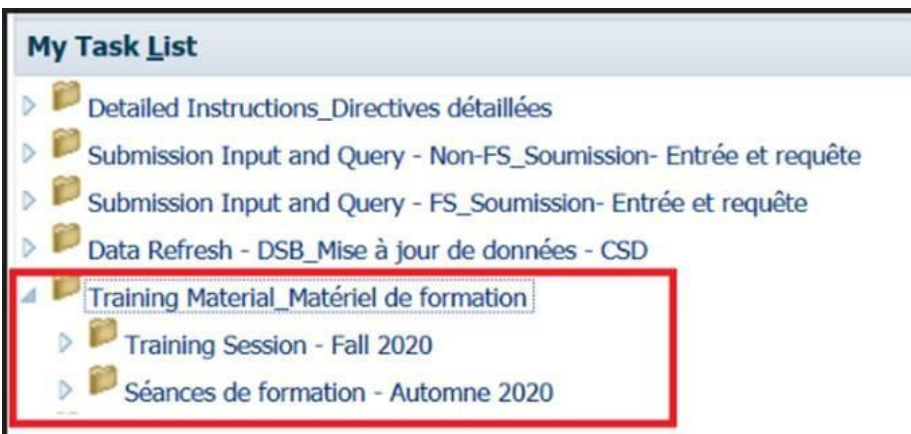 My Task List
Detailed Instructions_Directives détaillées
Submission Input and Query - Non-FS_Soumission- Entrée et requête
Submission Input and Query - FS_Soumission- Entrée et requête
Data Refresh - DSB_Mise à jour de données - CSD
Training Material_Matériel de formation
Training Session - Fall 2020
Séances de formation - Automne 2020